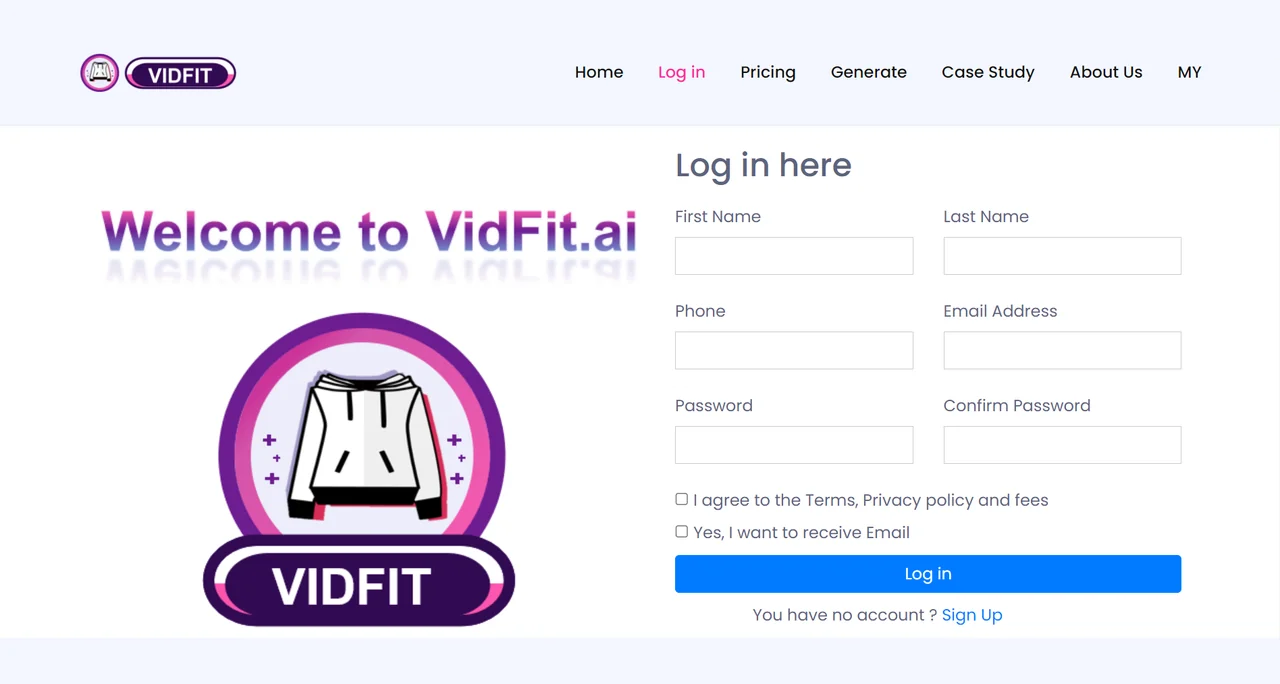 VIDFIT
Home Log in Pricing Generate Case Study About Us MY
Welcome to VidFit.ai
VIDFIT
Log in here
First Name Last Name
Phone Email Address
Password Confirm Password
I agree to the Terms, Privacy policy and fees
Yes, I want to receive Email
Log in
You have no account ? Sign Up